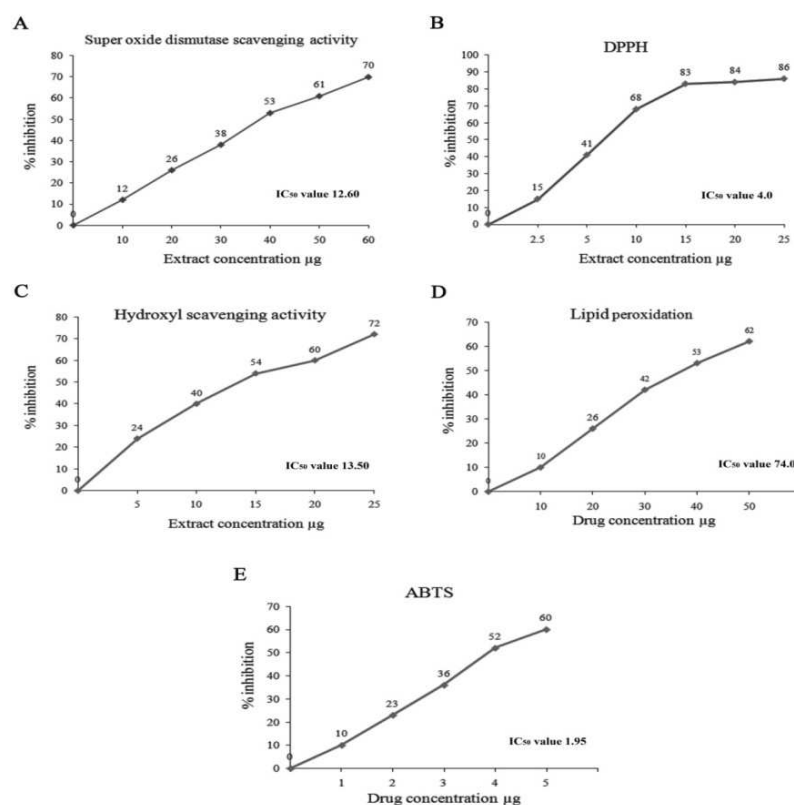 A
Super oxide dismutase scavenging activity
% inhibition
80
70
60
50
40
30
20
10
0
0
12
26
38
53
61
70
IC₅₀ value 12.60
10 20 30 40 50 60
Extract concentration µg
B
DPPH
% inhibition
100
90
80
70
60
50
40
30
20
10
0
0
15
41
68
83
84
86
IC₅₀ value 4.0
2.5 5 10 15 20 25
Extract concentration µg
C
Hydroxyl scavenging activity
% inhibition
80
70
60
50
40
30
20
10
0
0
24
40
54
60
72
IC₅₀ value 13.50
5 10 15 20 25
Extract concentration µg
D
Lipid peroxidation
% inhibition
70
60
50
40
30
20
10
0
0
10
26
42
53
62
IC₅₀ value 74.0
10 20 30 40 50
Drug concentration µg
E
ABTS
% inhibition
70
60
50
40
30
20
10
0
0
10
23
36
52
60
IC₅₀ value 1.95
1 2 3 4 5
Drug concentration µg